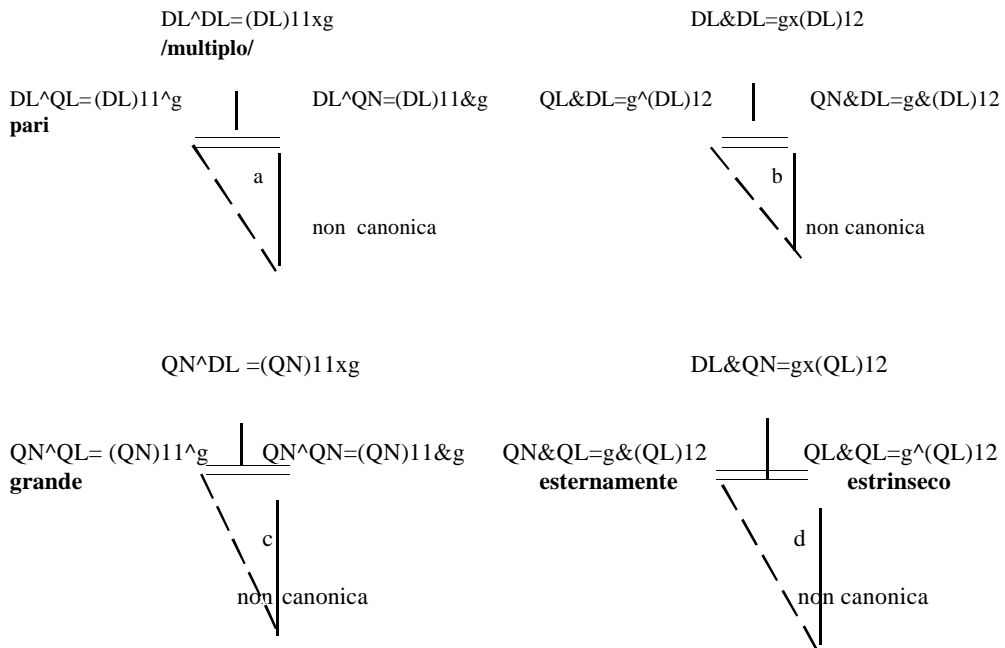 DL^DL=(DL)11xg
/multiplo/
DL^QL=(DL)11^g
pari
DL^QN=(DL)11&g
a
non canonica
DL&DL=gx(DL)12
QL&DL=g^(DL)12
QN&DL=g&(DL)12
b
non canonica
QN^DL =(QN)11xg
QN^QL= (QN)11^g
grande
QN^QN=(QN)11&g
c
non canonica
DL&QN=gx(QL)12
QN&QL=g&(QL)12
esternamente
QL&QL=g^(QL)12
estrinseco
d
non canonica